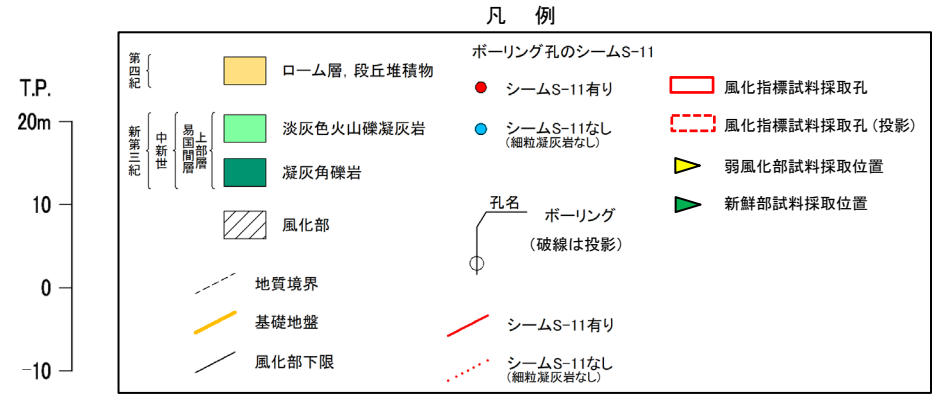 凡 例
T.P.
20m
10
0
-10
第四紀
ローム層, 段丘堆積物
新第三紀
中新世
易国間層
上部層
淡灰色火山礫凝灰岩
凝灰角礫岩
風化部
地質境界
基礎地盤
風化部下限
ボーリング孔のシームS-11
シームS-11有り
シームS-11なし
(細粒凝灰岩なし)
孔名
ボーリング
(破線は投影)
シームS-11有り
シームS-11なし
(細粒凝灰岩なし)
風化指標試料採取孔
風化指標試料採取孔(投影)
弱風化部試料採取位置
新鮮部試料採取位置